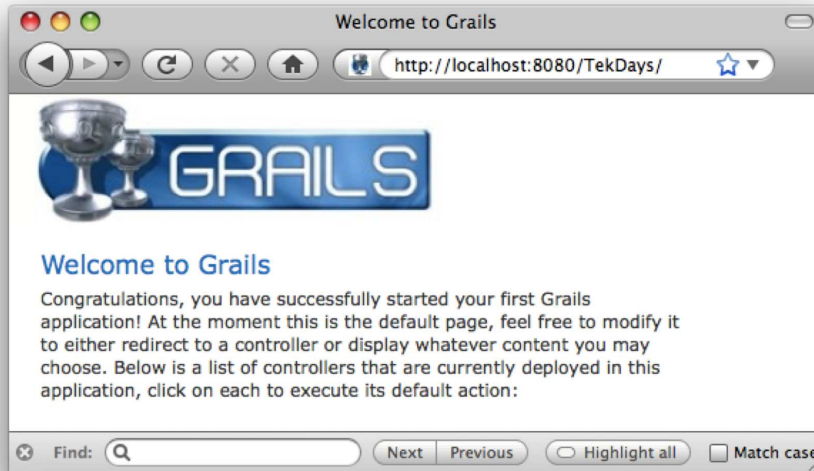 Welcome to Grails
http://localhost:8080/TekDays/
GRAILS
Welcome to Grails
Congratulations, you have successfully started your first Grails
application! At the moment this is the default page, feel free to modify it
to either redirect to a controller or display whatever content you may
choose. Below is a list of controllers that are currently deployed in this
application, click on each to execute its default action:
Find:
Next Previous Highlight all Match case